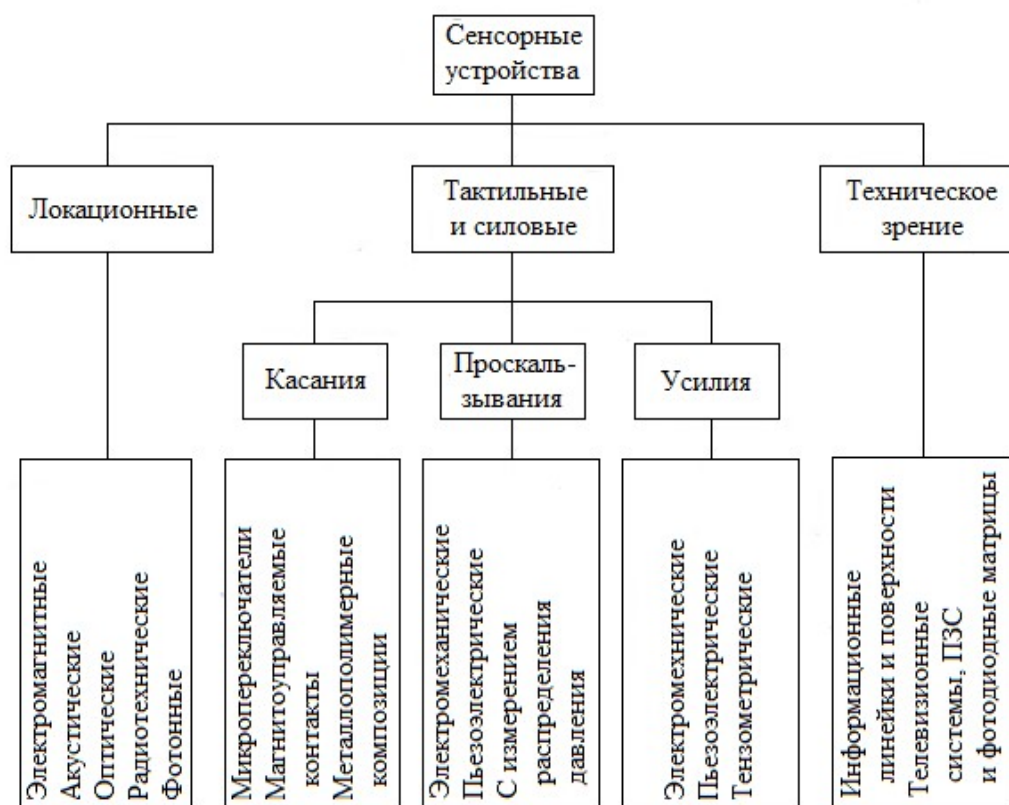 Сенсорные
устройства
Локационные
Тактильные
и силовые
Техническое
зрение
Касания
Проскаль-
зывания
Усилия
Электромагнитные
Акустические
Оптические
Радиотехнические
Фотонные
Микропереключатели
Магнитоуправляемые
контакты
Металлополимерные
композиции
Электромеханические
Пьезоэлектрические
С измерением
распределения
давления
Электромехнические
Пьезоэлектрические
Тензометрические
Информационные
линейки и поверхности
Телевизионные
системы, ПЗС
и фотодиодные матрицы